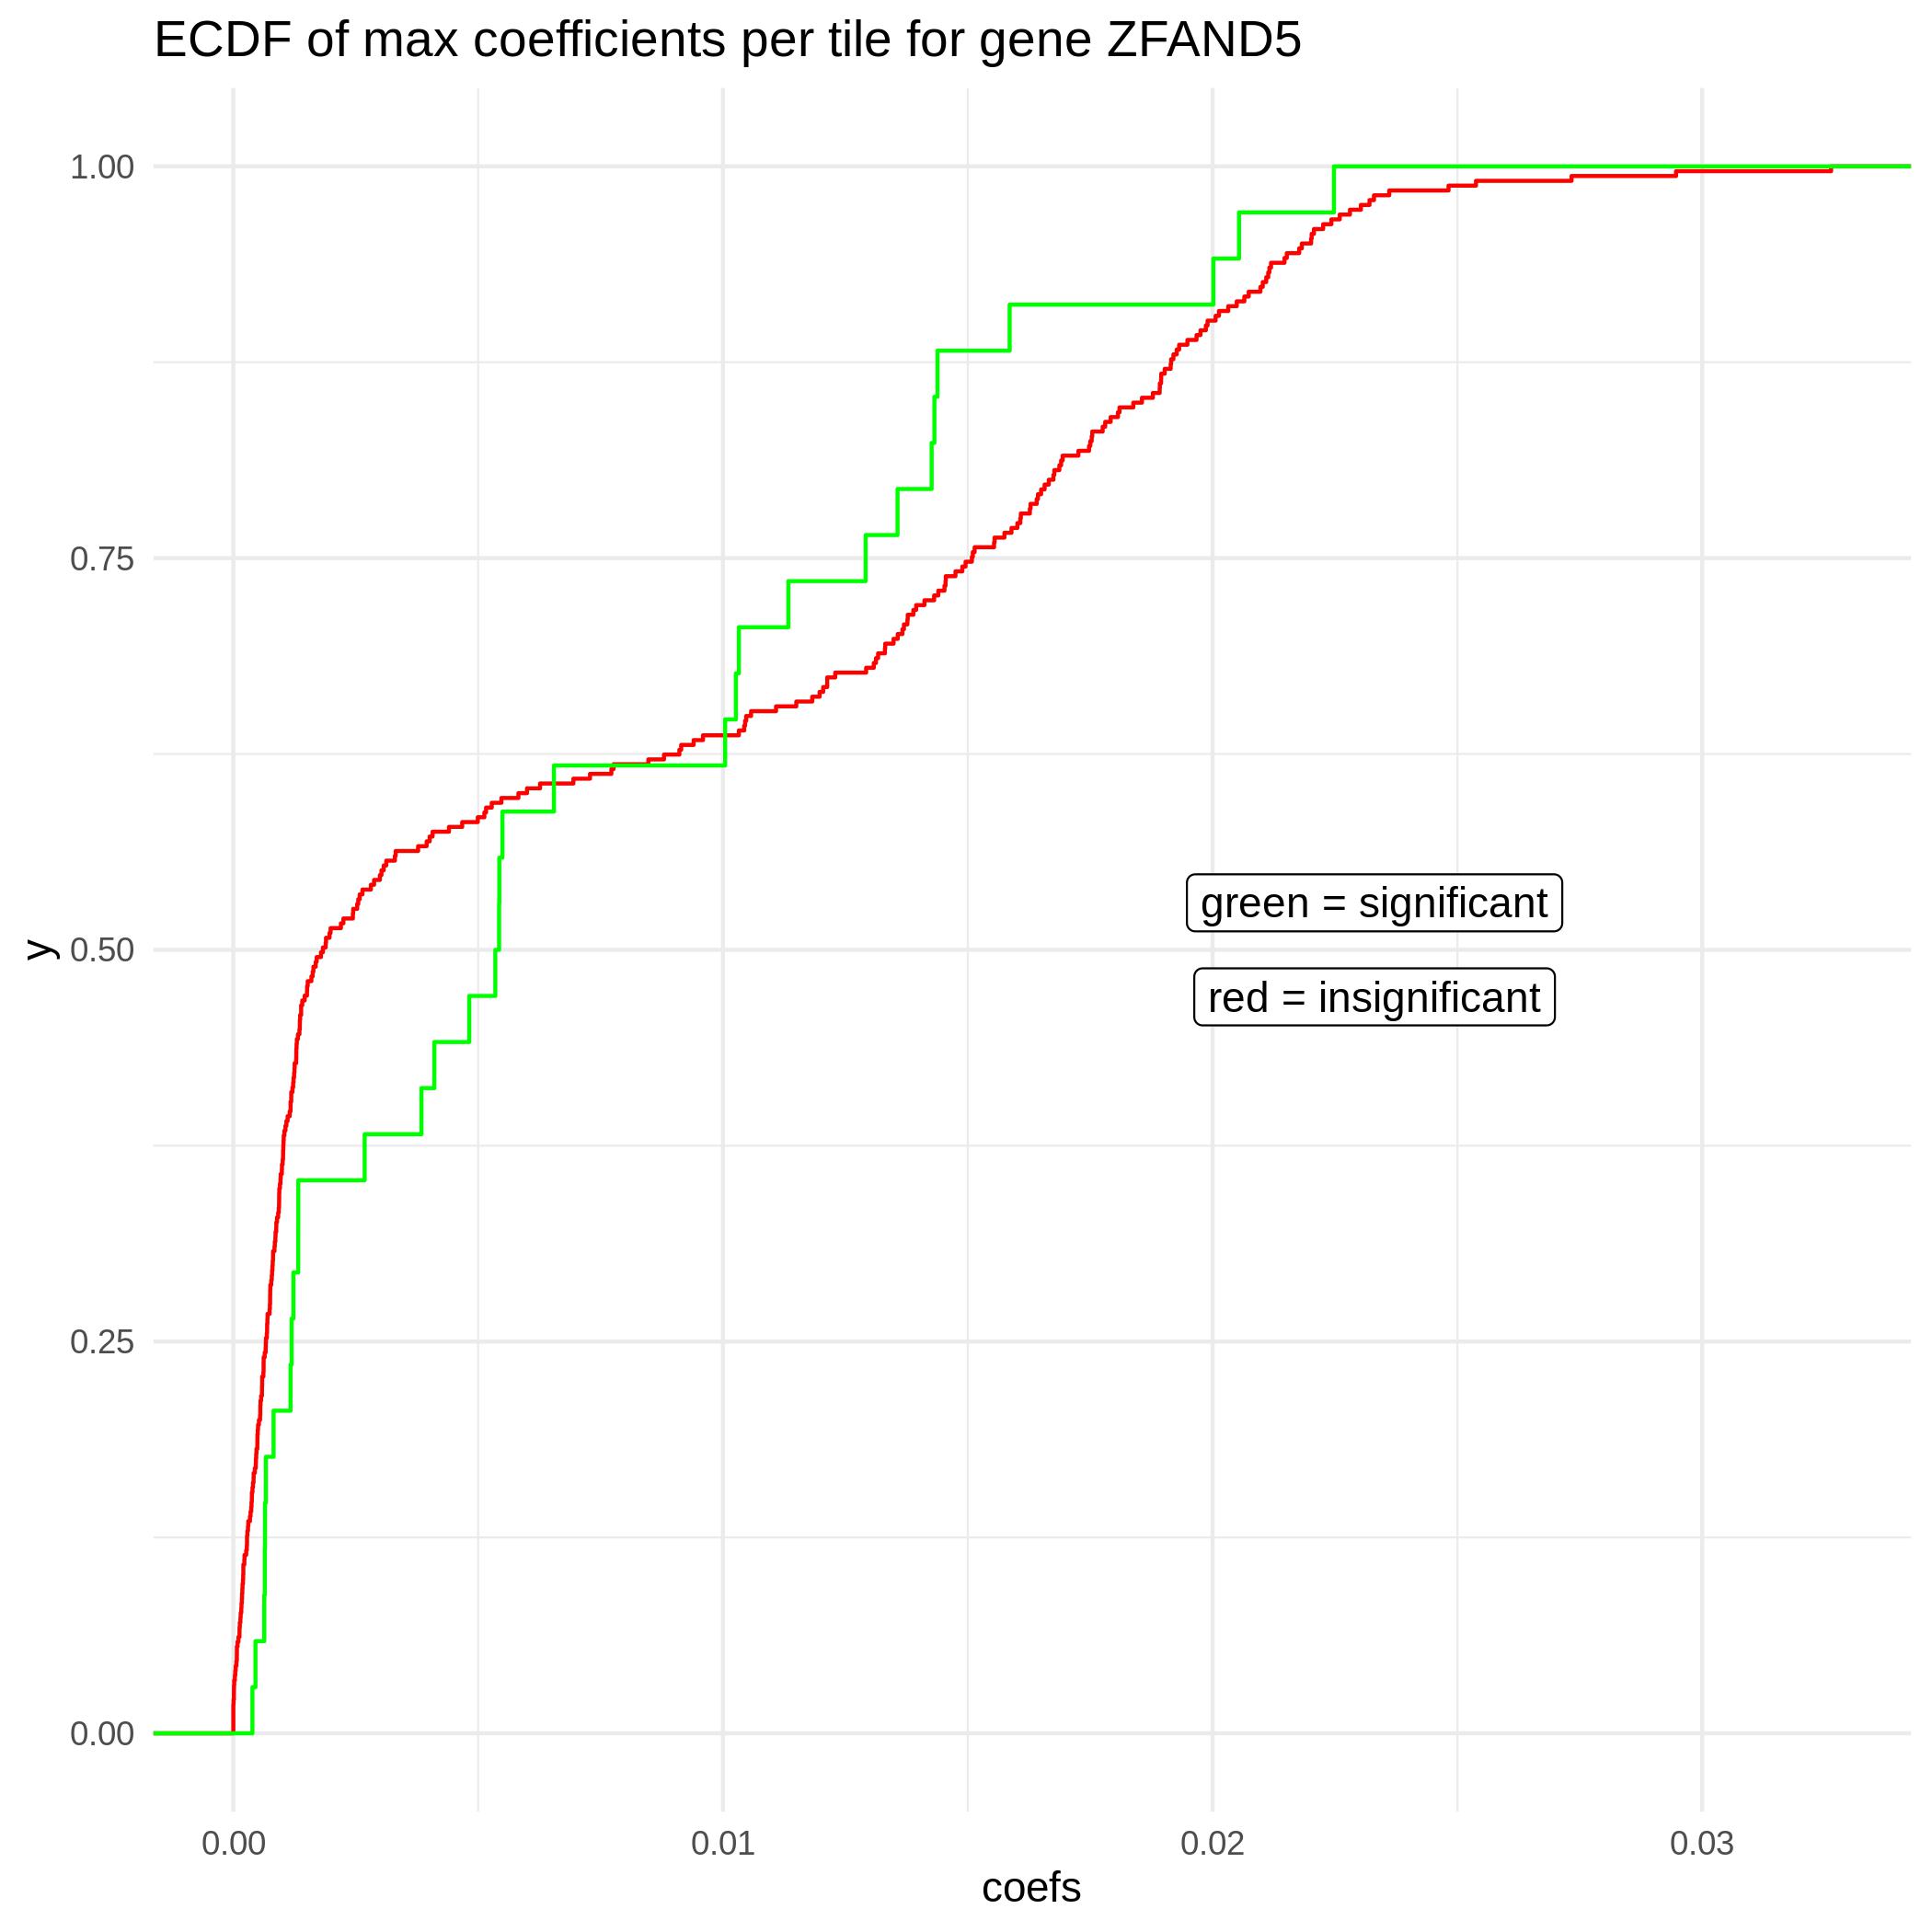 ECDF of max coefficients per tile for gene ZFAND5
1.00
0.75
0.50
0.25
0.00
y
green = significant
red = insignificant
0.00 0.01 0.02 0.03
coefs